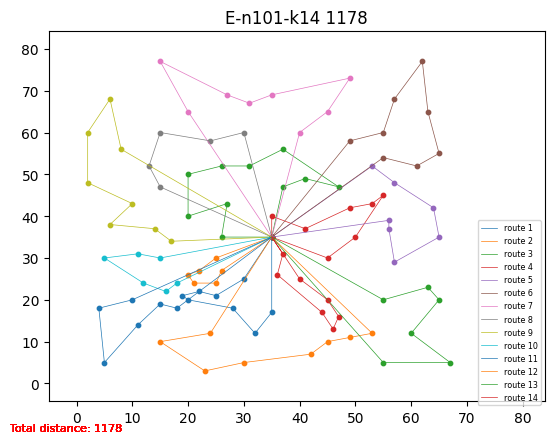 E-n101-k14 1178
80
70
60
50
40
30
20
10
0
0 10 20 30 40 50 60 70 80
route 1
route 2
route 3
route 4
route 5
route 6
route 7
route 8
route 9
route 10
route 11
route 12
route 13
route 14
Total distance: 1178